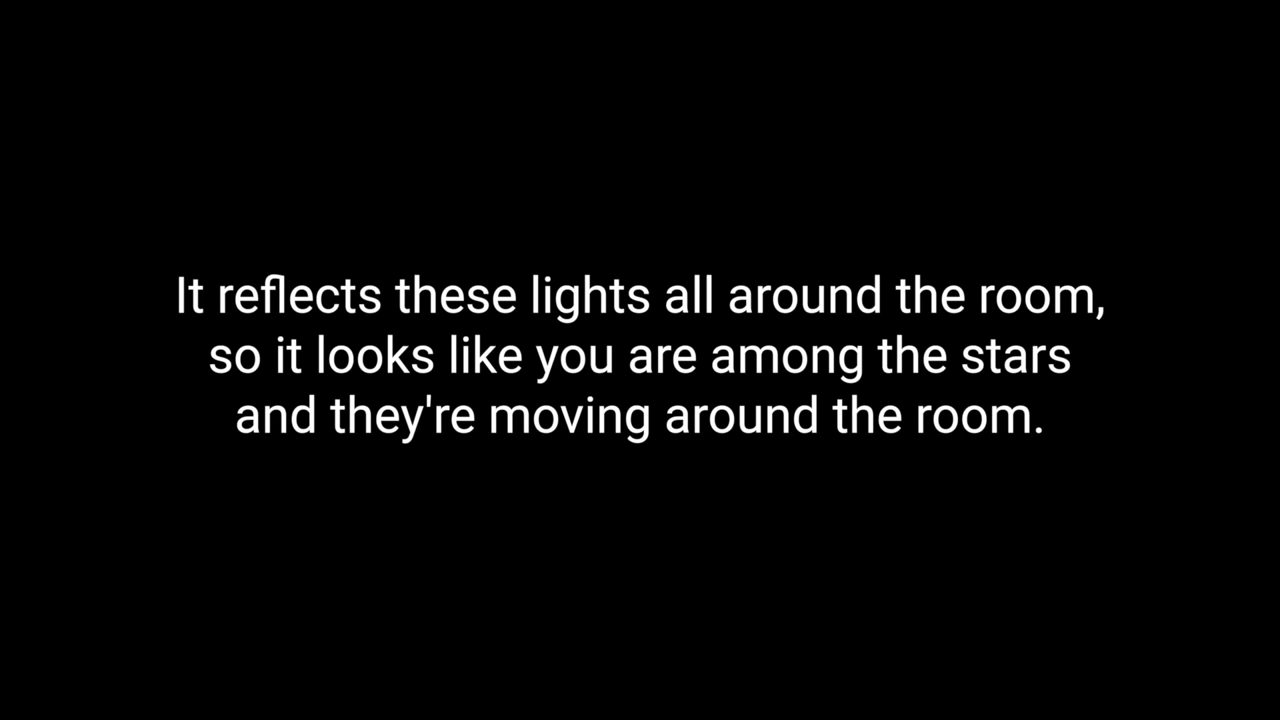 It reflects these lights all around the room,
so it looks like you are among the stars
and they're moving around the room.